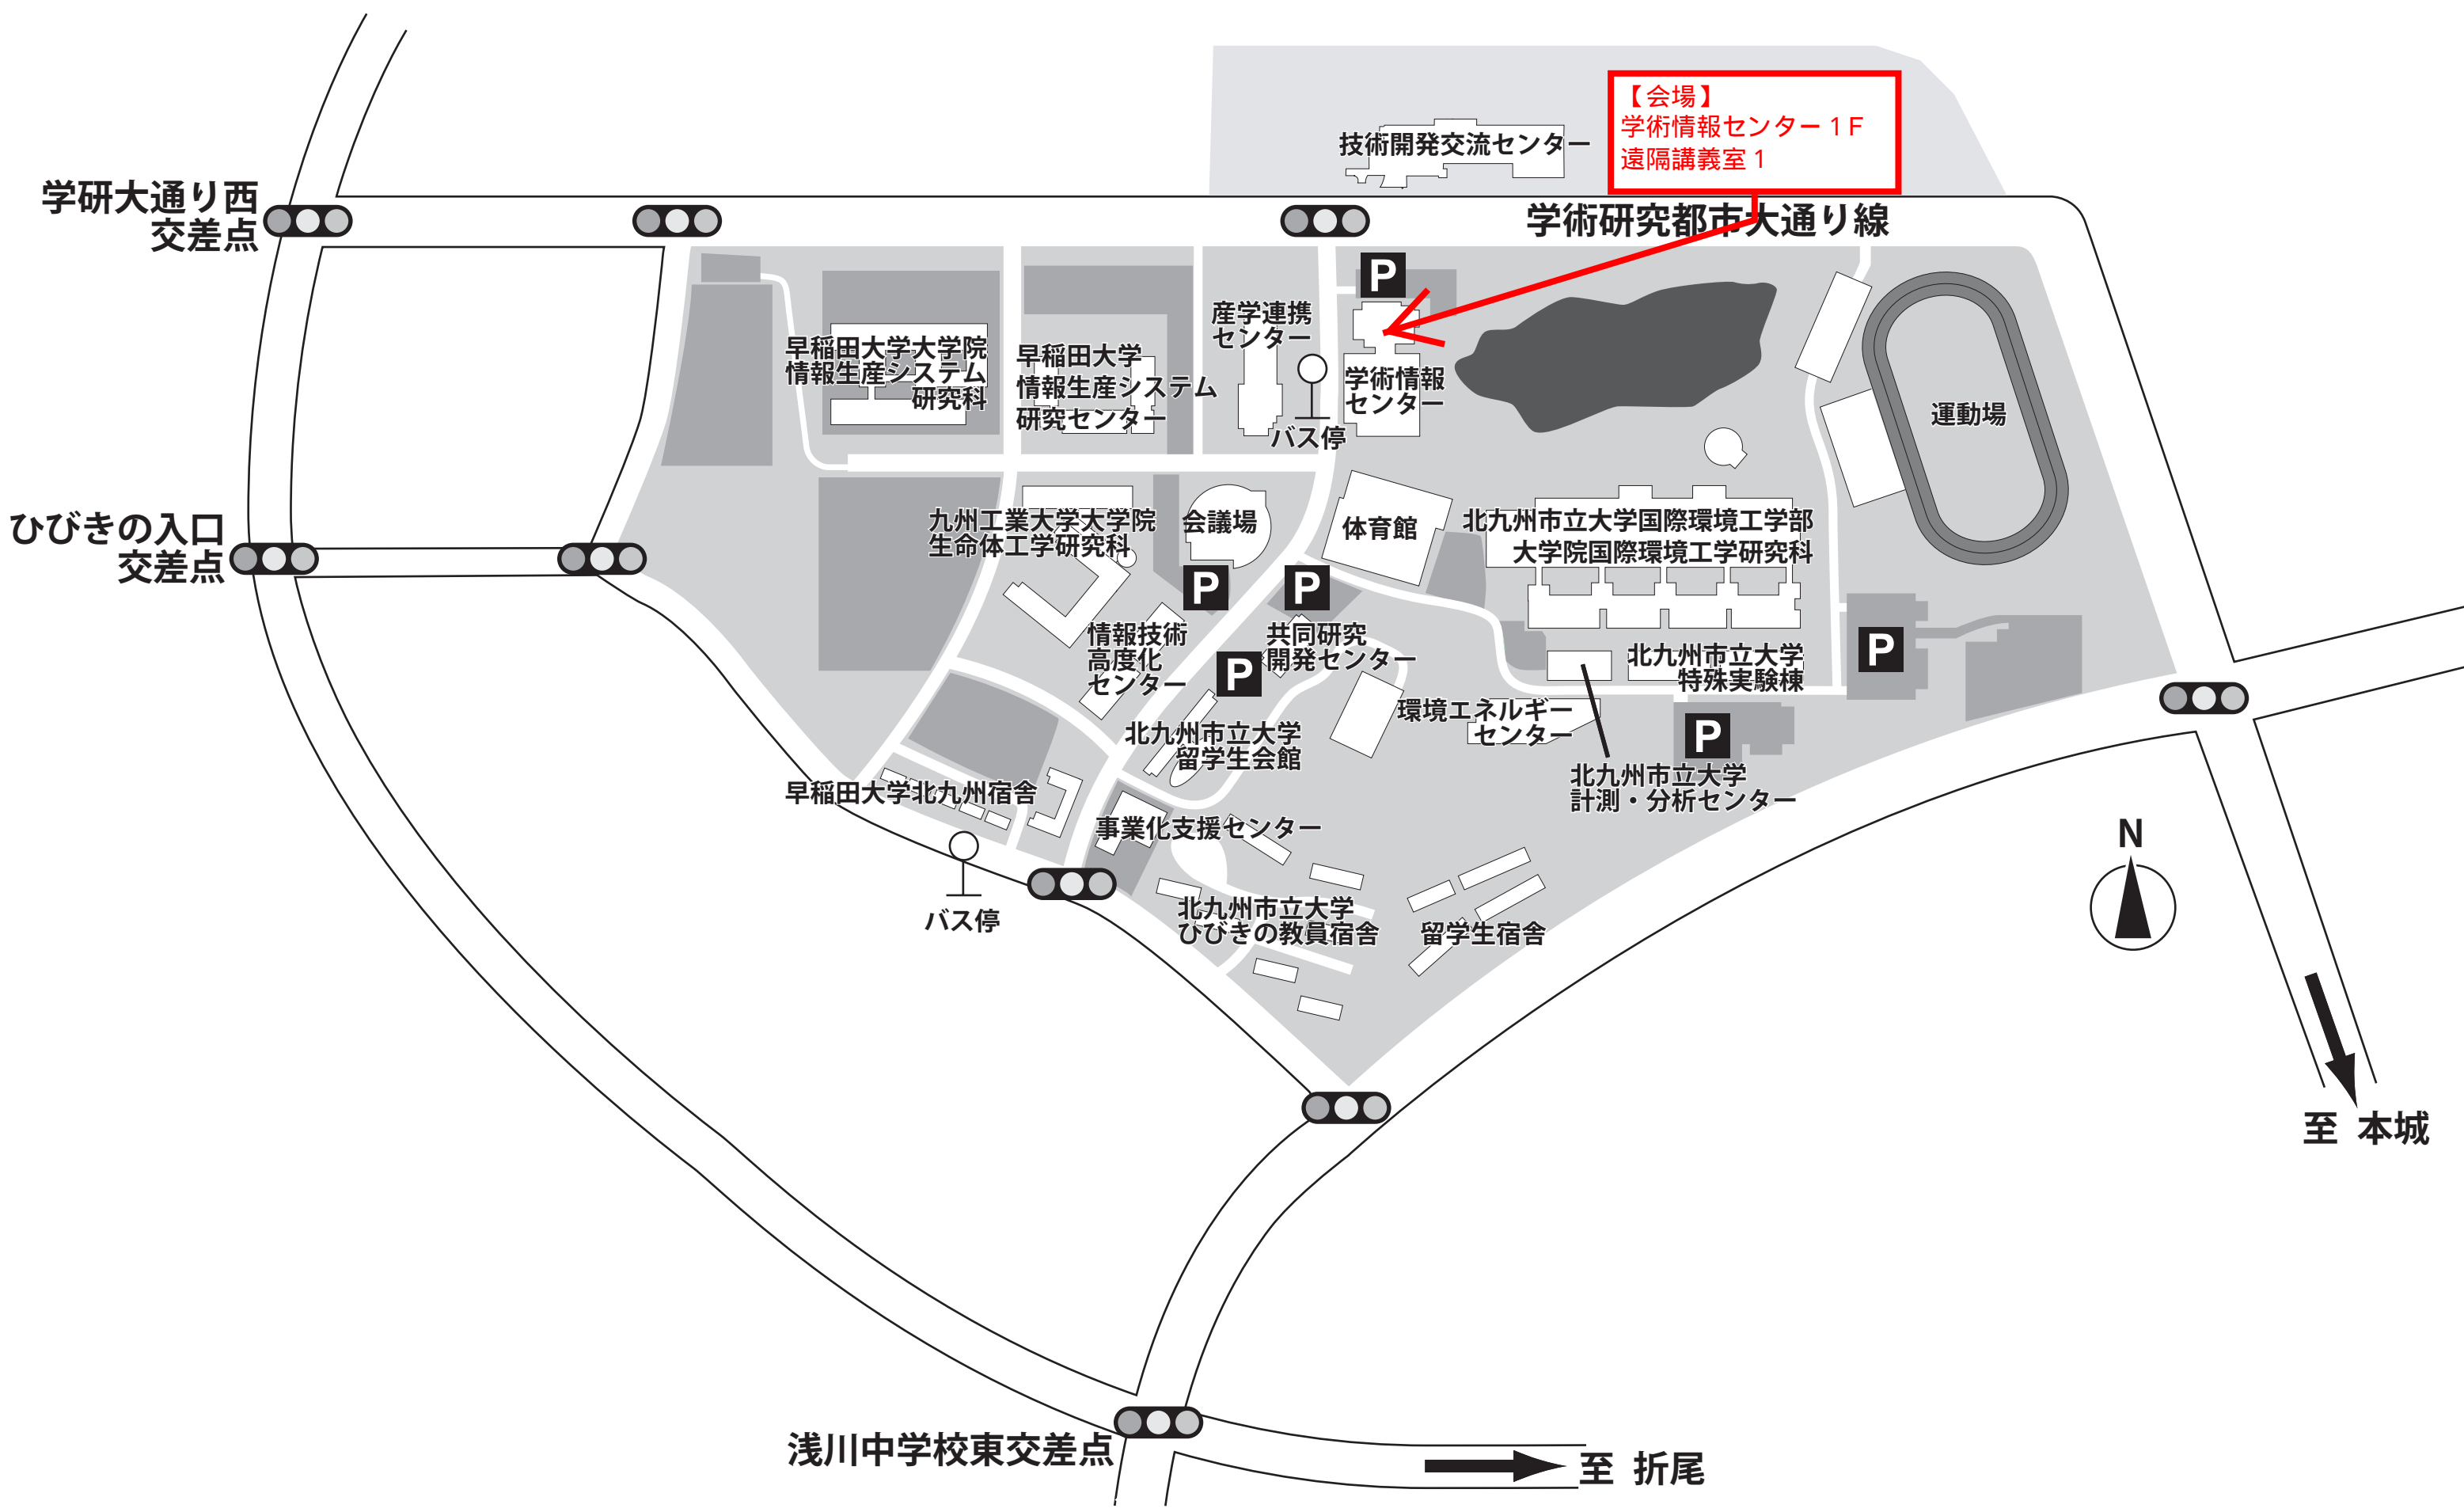 【会場】
学術情報センター１F
遠隔講義室１
技術開発交流センター
学研大通り西
交差点
学術研究都市大通り線
P
産学連携
センター
早稲田大学大学院
情報生産システム
研究科
早稲田大学
情報生産システム
研究センター
学術情報
センター
バス停
運動場
ひびきの入口
交差点
九州工業大学大学院
生命体工学研究科
会議場
体育館
北九州市立大学国際環境工学部
大学院国際環境工学研究科
P
P
情報技術
高度化
センター
共同研究
開発センター
P
北九州市立大学
特殊実験棟
P
環境エネルギー
センター
P
北九州市立大学
留学生会館
北九州市立大学
計測・分析センター
早稲田大学北九州宿舎
事業化支援センター
N
バス停
北九州市立大学
ひびきの教員宿舎
留学生宿舎
至 本城
浅川中学校東交差点
至 折尾